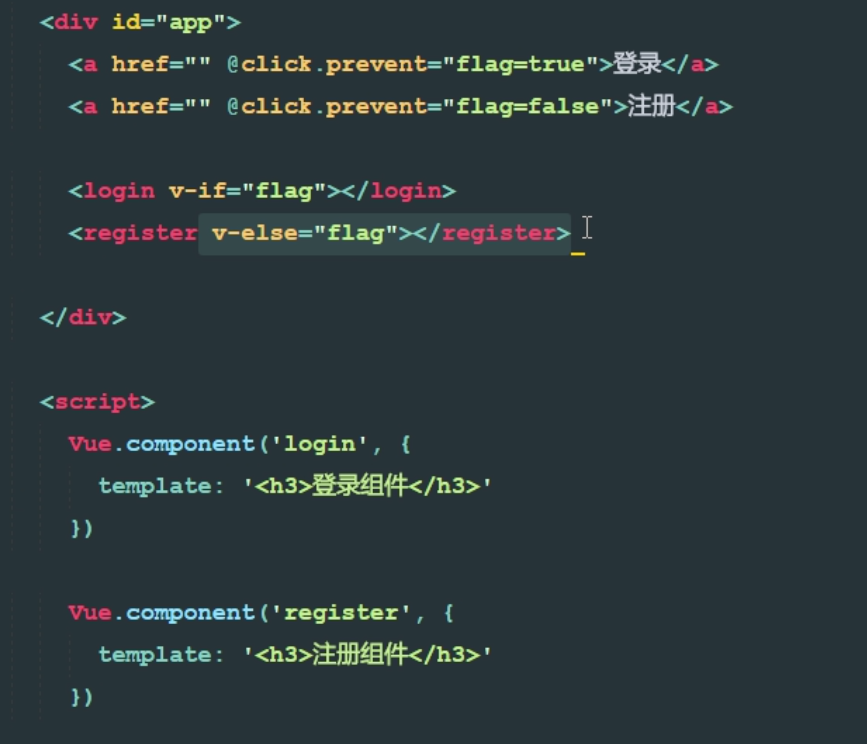 <div id="app">
<a href="" @click.prevent="flag=true">登录</a>
<a href="" @click.prevent="flag=false">注册</a>
<login v-if="flag"></login>
<register v-else="flag"></register>
</div>
<script>
Vue.component('login', {
template: '<h3>登录组件</h3>'
})
Vue.component('register', {
template: '<h3>注册组件</h3>'
})